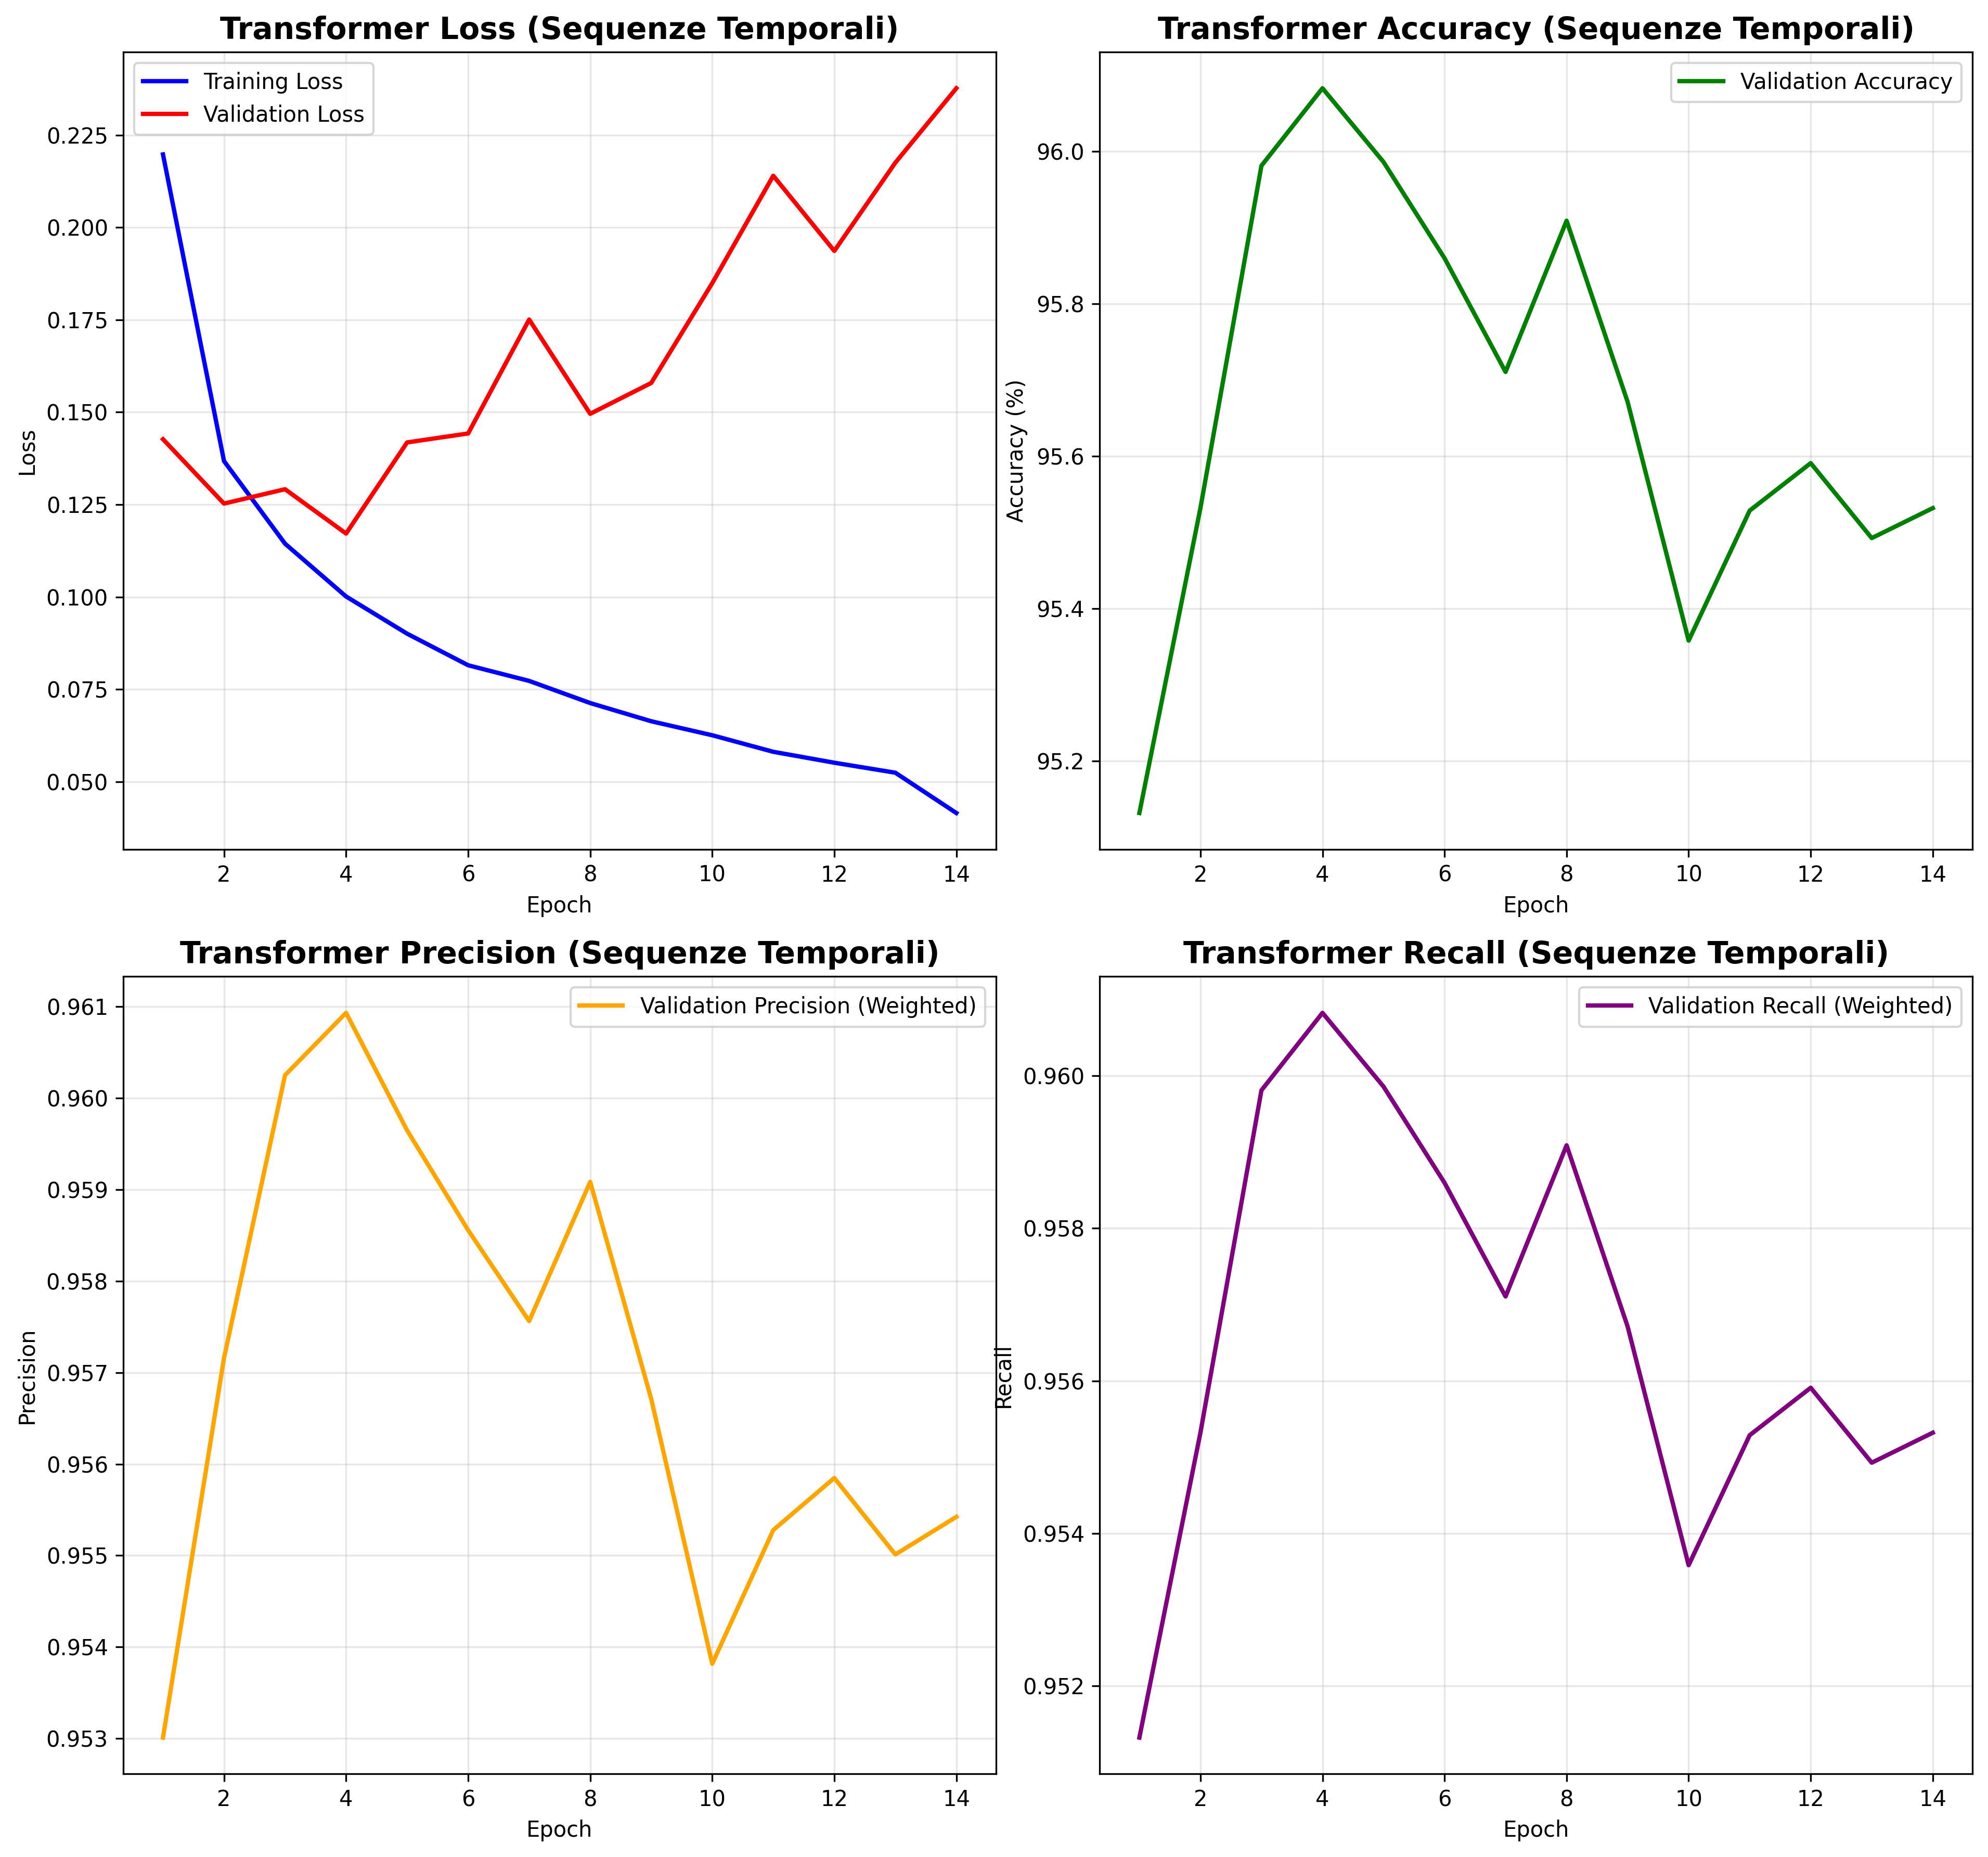 Transformer Loss (Sequenze Temporali)
Training Loss
Validation Loss
0.225
0.200
0.175
0.150
0.125
0.100
0.075
0.050
Loss
2 4 6 8 10 12 14
Epoch
Transformer Accuracy (Sequenze Temporali)
Validation Accuracy
96.0
95.8
95.6
95.4
95.2
Accuracy (%)
2 4 6 8 10 12 14
Epoch
Transformer Precision (Sequenze Temporali)
Validation Precision (Weighted)
0.961
0.960
0.959
0.958
0.957
0.956
0.955
0.954
0.953
Precision
2 4 6 8 10 12 14
Epoch
Transformer Recall (Sequenze Temporali)
Validation Recall (Weighted)
0.960
0.958
0.956
0.954
0.952
Recall
2 4 6 8 10 12 14
Epoch